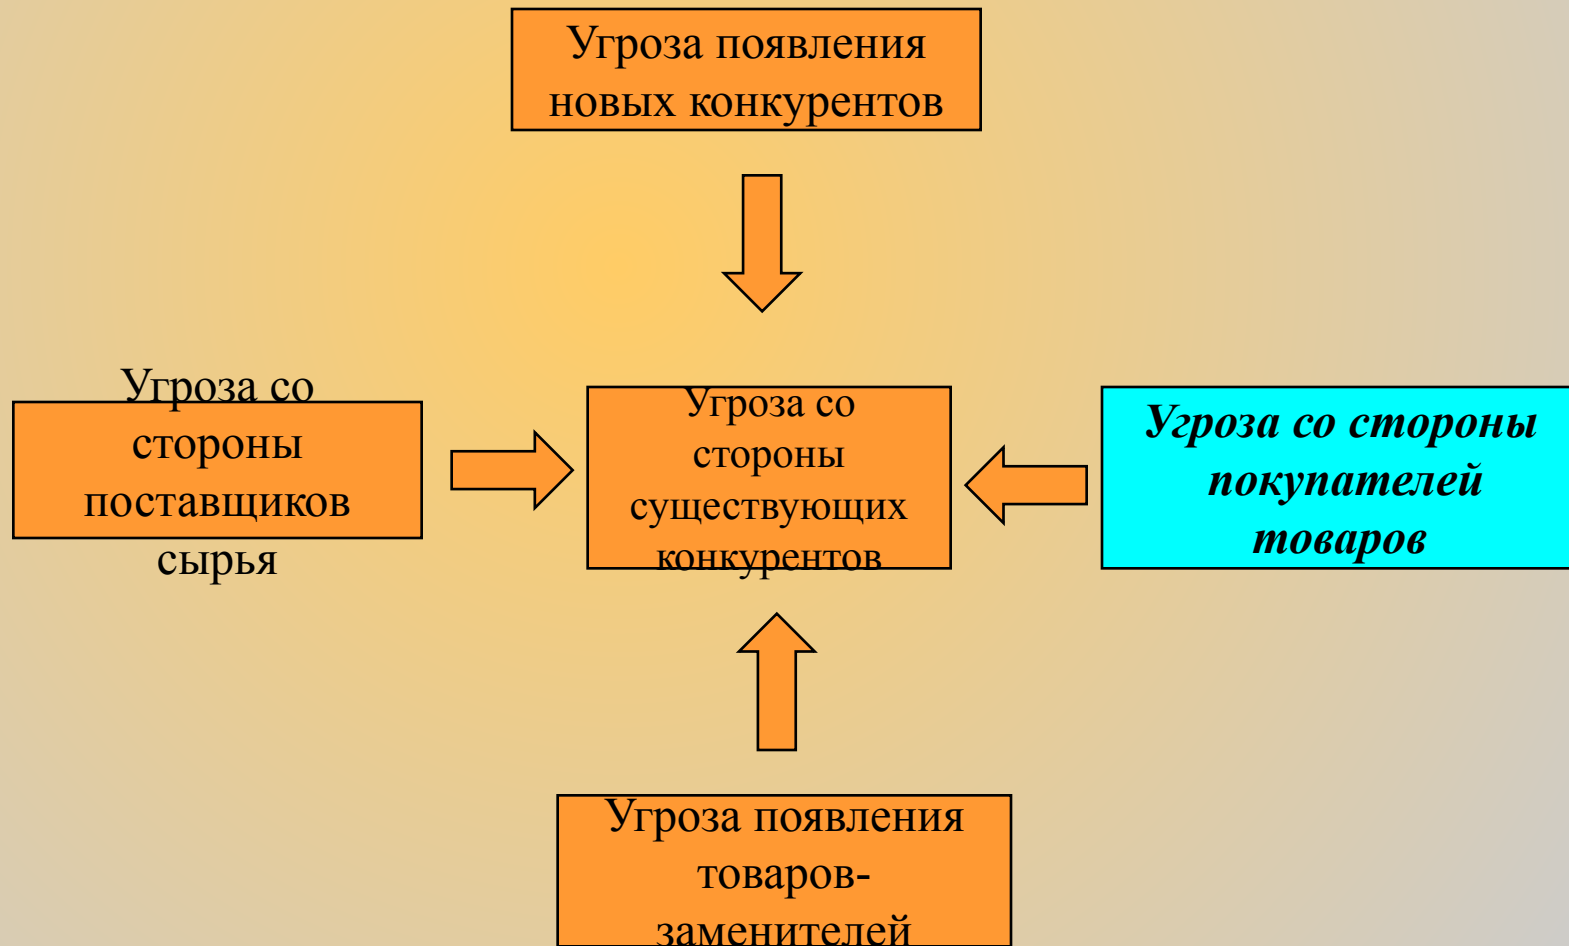 Угроза появления
новых конкурентов
Угроза со
стороны
поставщиков
сырья
Угроза со
стороны
существующих
конкурентов
Угроза со стороны
покупателей
товаров
Угроза появления
товаров-
заменителей